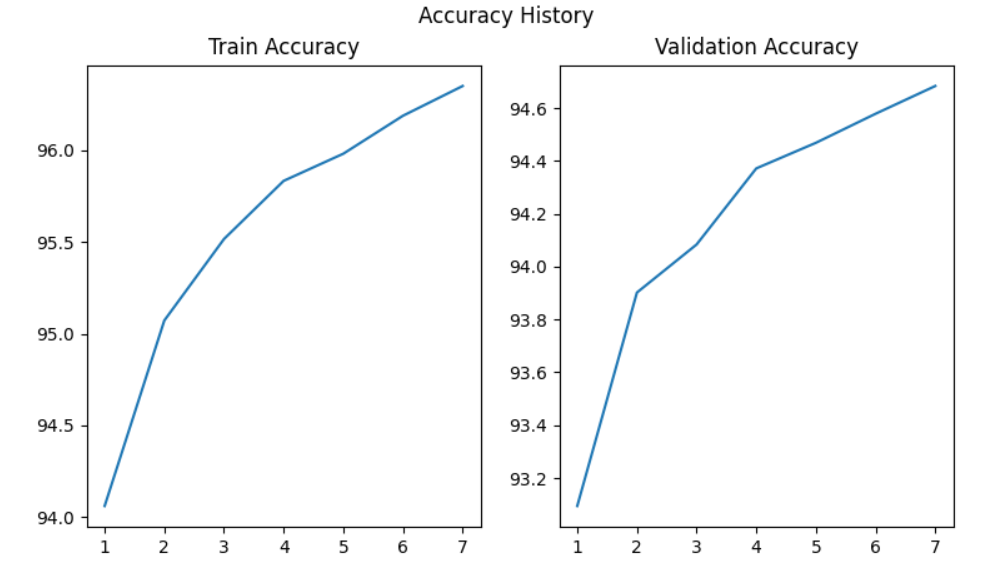 Accuracy History
Train Accuracy
96.0
95.5
95.0
94.5
94.0
1 2 3 4 5 6 7
Validation Accuracy
94.6
94.4
94.2
94.0
93.8
93.6
93.4
93.2
1 2 3 4 5 6 7